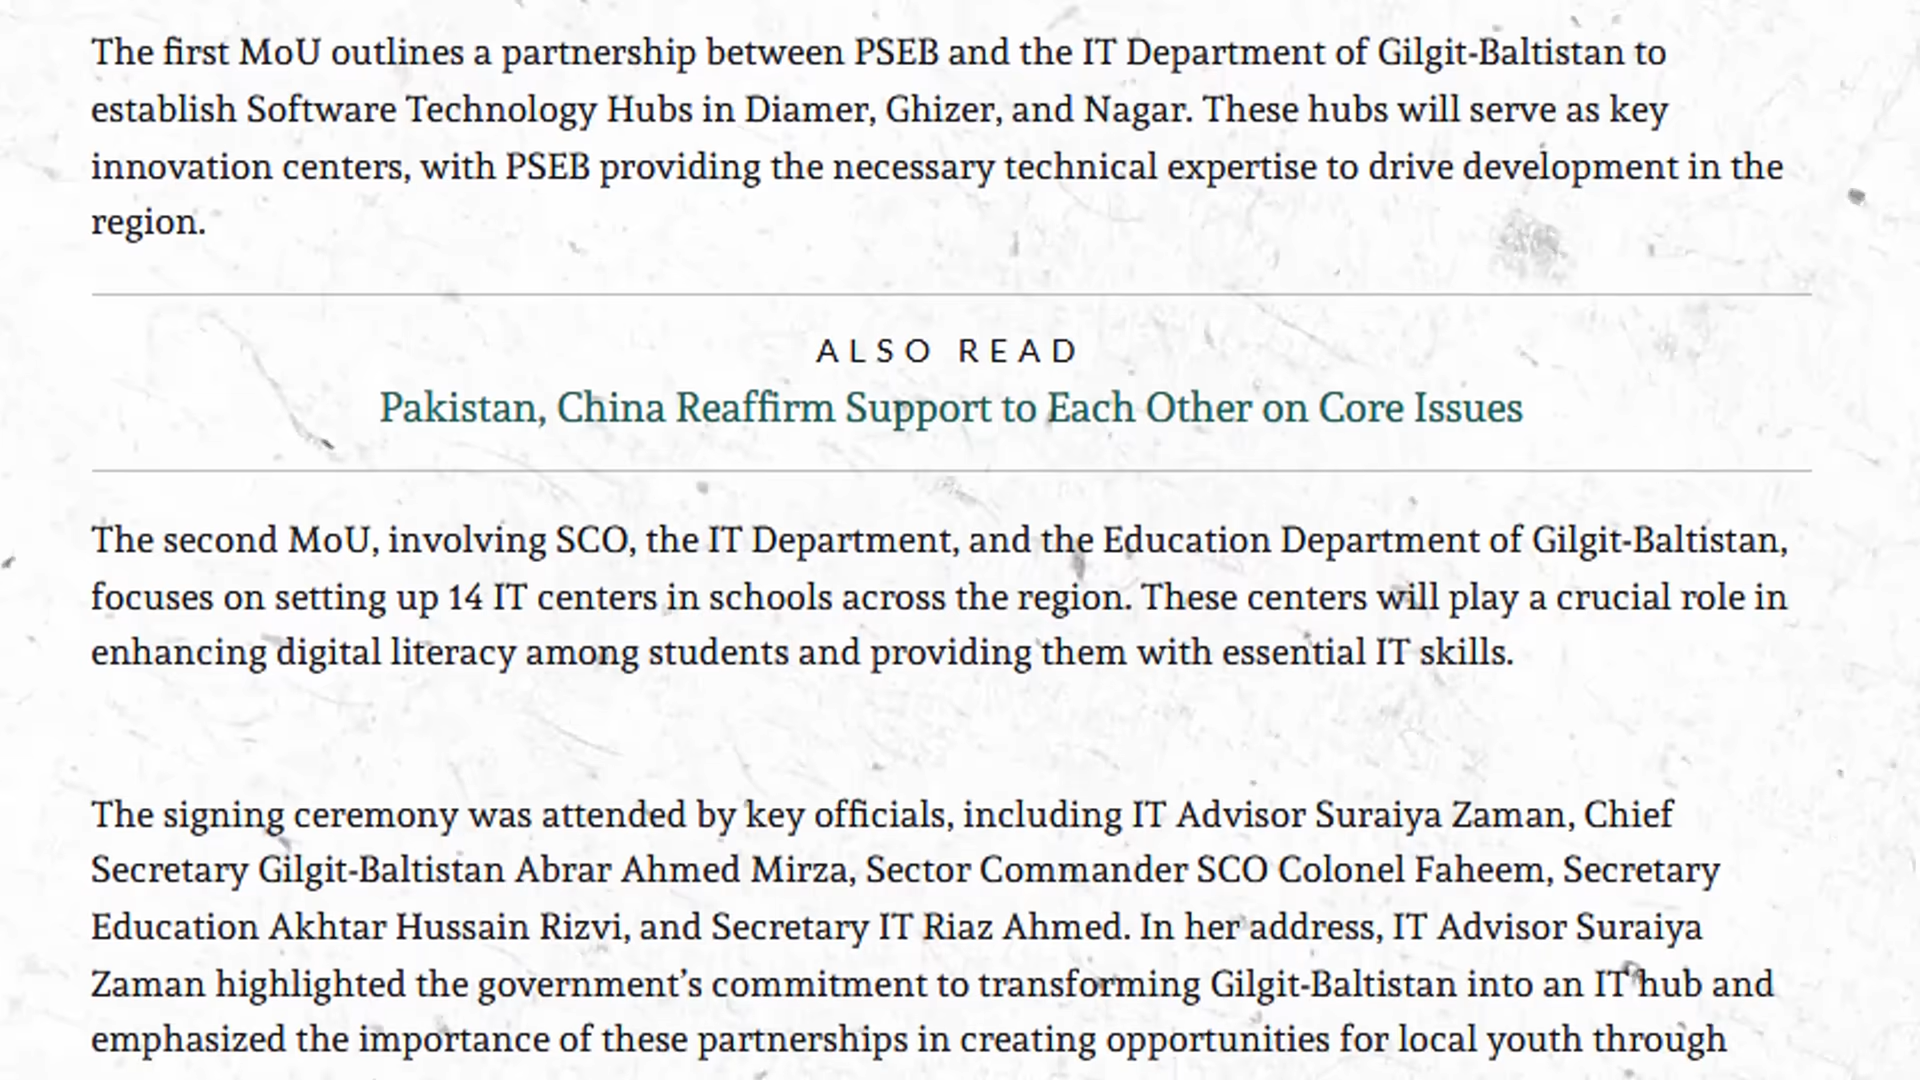 The first MoU outlines a partnership between PSEB and the IT Department of Gilgit-Baltistan to
establish Software Technology Hubs in Diamer, Ghizer, and Nagar. These hubs will serve as key
innovation centers, with PSEB providing the necessary technical expertise to drive development in the
region.
ALSO READ
Pakistan, China Reaffirm Support to Each Other on Core Issues
The second MoU, involving SCO, the IT Department, and the Education Department of Gilgit-Baltistan,
focuses on setting up 14 IT centers in schools across the region. These centers will play a crucial role in
enhancing digital literacy among students and providing them with essential IT skills.
The signing ceremony was attended by key officials, including IT Advisor Suraiya Zaman, Chief
Secretary Gilgit-Baltistan Abrar Ahmed Mirza, Sector Commander SCO Colonel Faheem, Secretary
Education Akhtar Hussain Rizvi, and Secretary IT Riaz Ahmed. In her address, IT Advisor Suraiya
Zaman highlighted the government’s commitment to transforming Gilgit-Baltistan into an IT hub and
emphasized the importance of these partnerships in creating opportunities for local youth through